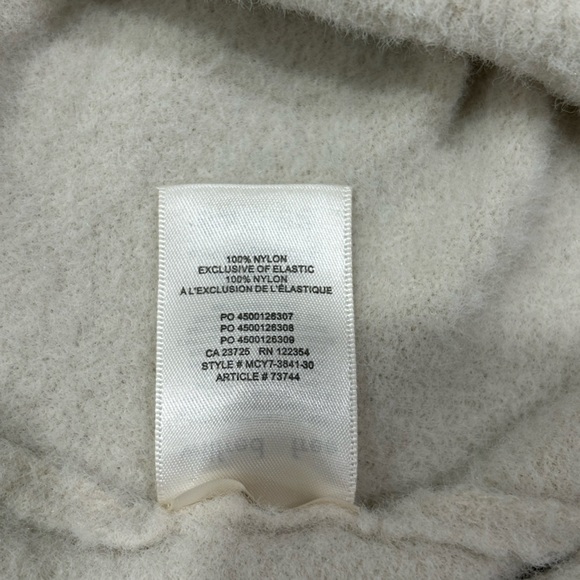 100% NYLON
EXCLUSIVE OF ELASTIC
100% NYLON
À L'EXCLUSION DE L'ÉLASTIQUE
PO 4500126307
PO 4500126308
PO 4500126309
CA 23725 RN 122354
STYLE # MCY7-3841-30
ARTICLE # 73744